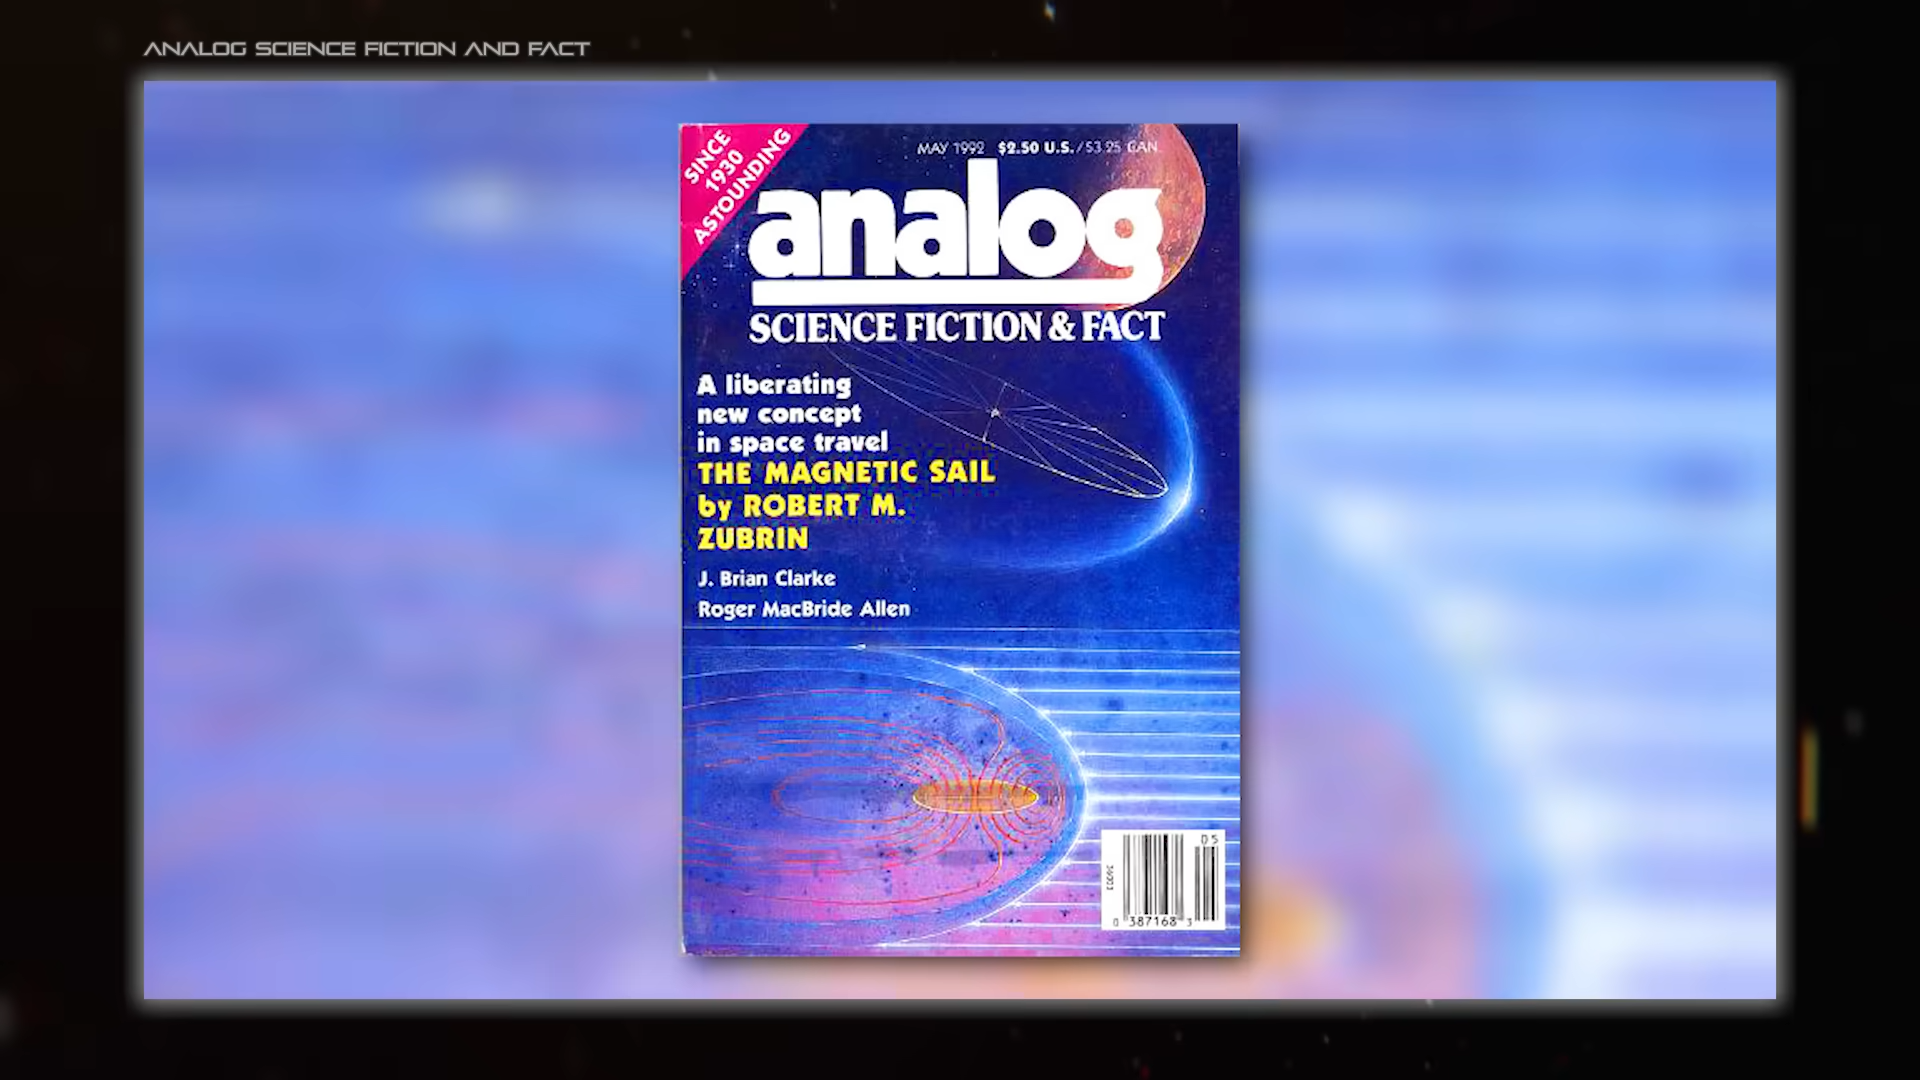 ANALOG SCIENCE FICTION AND FACT
SINCE
1930
ASTOUNDING
MAY 1992 $2.50 U.S./$3.25 CAN.
analog
SCIENCE FICTION & FACT
A liberating
new concept
in space travel
THE MAGNETIC SAIL
by ROBERT M.
ZUBRIN
J. Brian Clarke
Roger MacBride Allen
05
0 387168 3